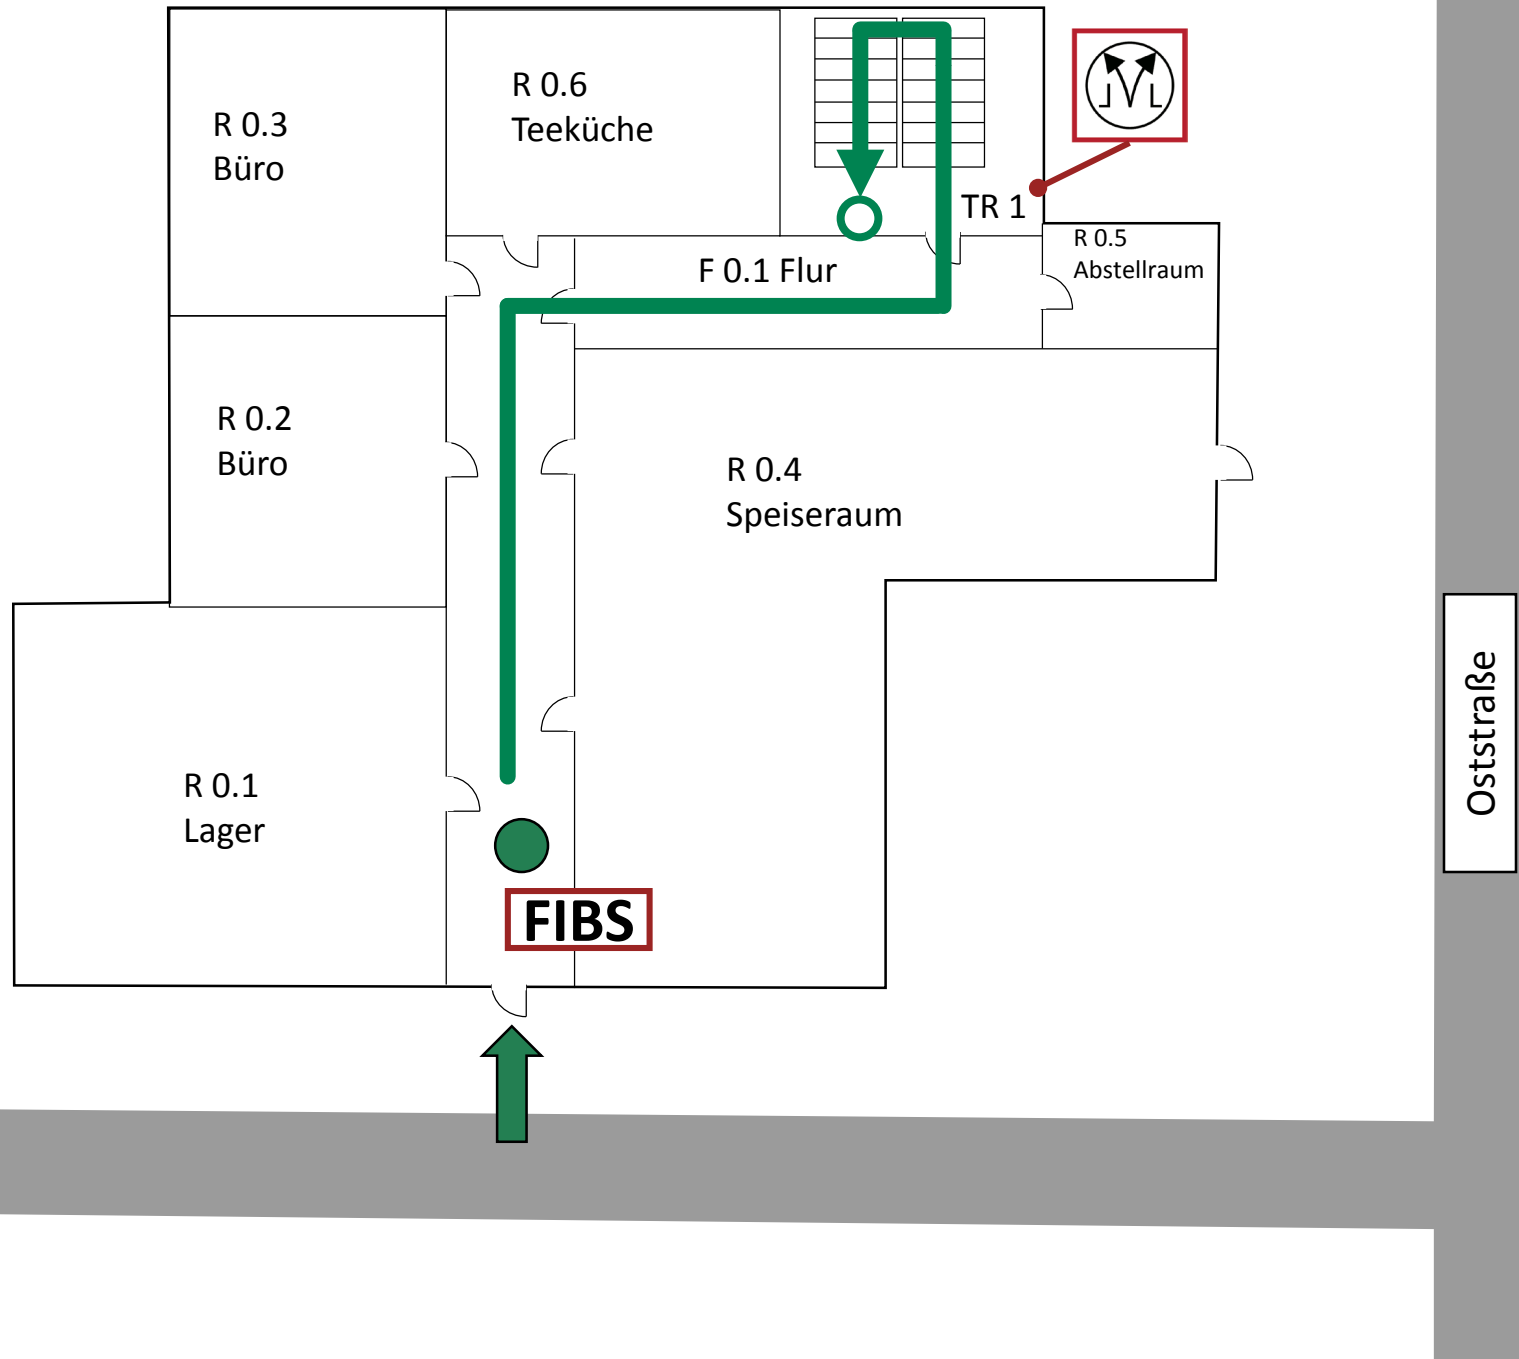 R 0.3
Büro
R 0.6
Teeküche
TR 1
R 0.5
Abstellraum
F 0.1 Flur
R 0.2
Büro
R 0.4
Speiseraum
R 0.1
Lager
FIBS
Oststraße